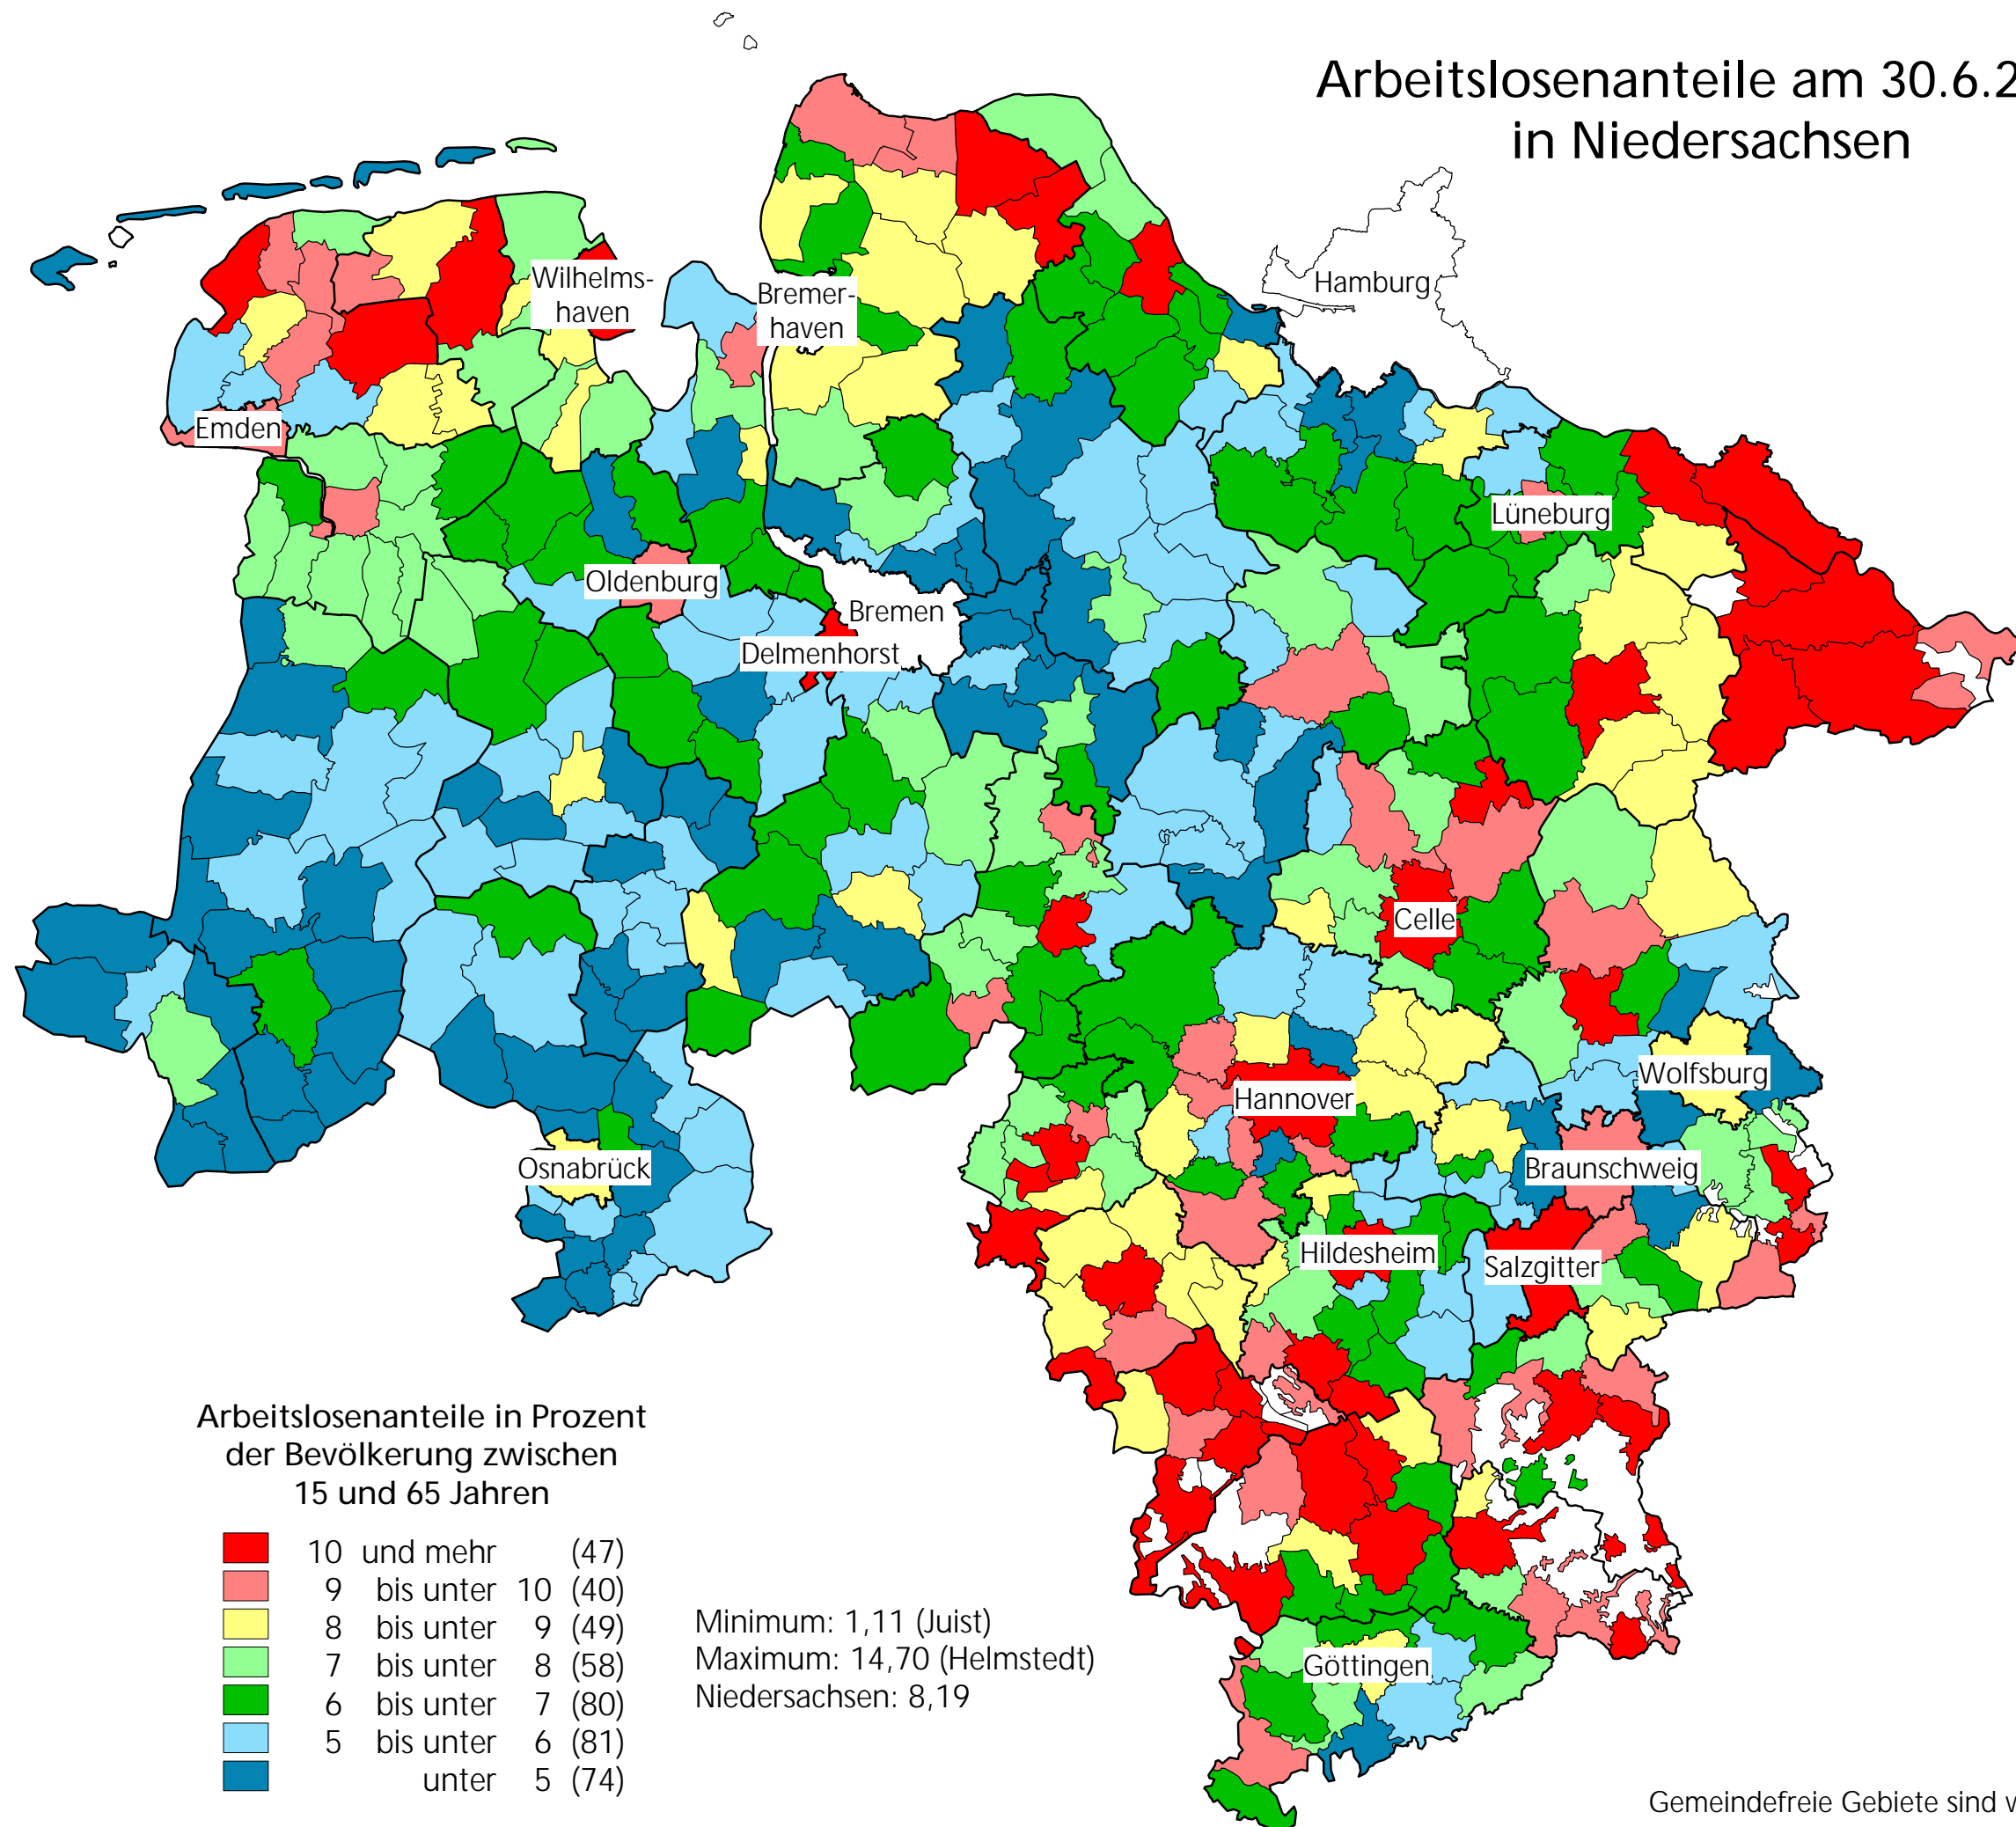 Arbeitslosenanteile am 30.6.2
in Niedersachsen
Hamburg
Wilhelms-
haven
Bremer-
haven
Emden
Lüneburg
Oldenburg
Bremen
Delmenhorst
Celle
Wolfsburg
Hannover
Osnabrück
Braunschweig
Hildesheim
Salzgitter
Göttingen
Arbeitslosenanteile in Prozent
der Bevölkerung zwischen
15 und 65 Jahren
10 und mehr (47)
9 bis unter 10 (40)
8 bis unter 9 (49)
7 bis unter 8 (58)
6 bis unter 7 (80)
5 bis unter 6 (81)
unter 5 (74)
Minimum: 1,11 (Juist)
Maximum: 14,70 (Helmstedt)
Niedersachsen: 8,19
Gemeindefreie Gebiete sind